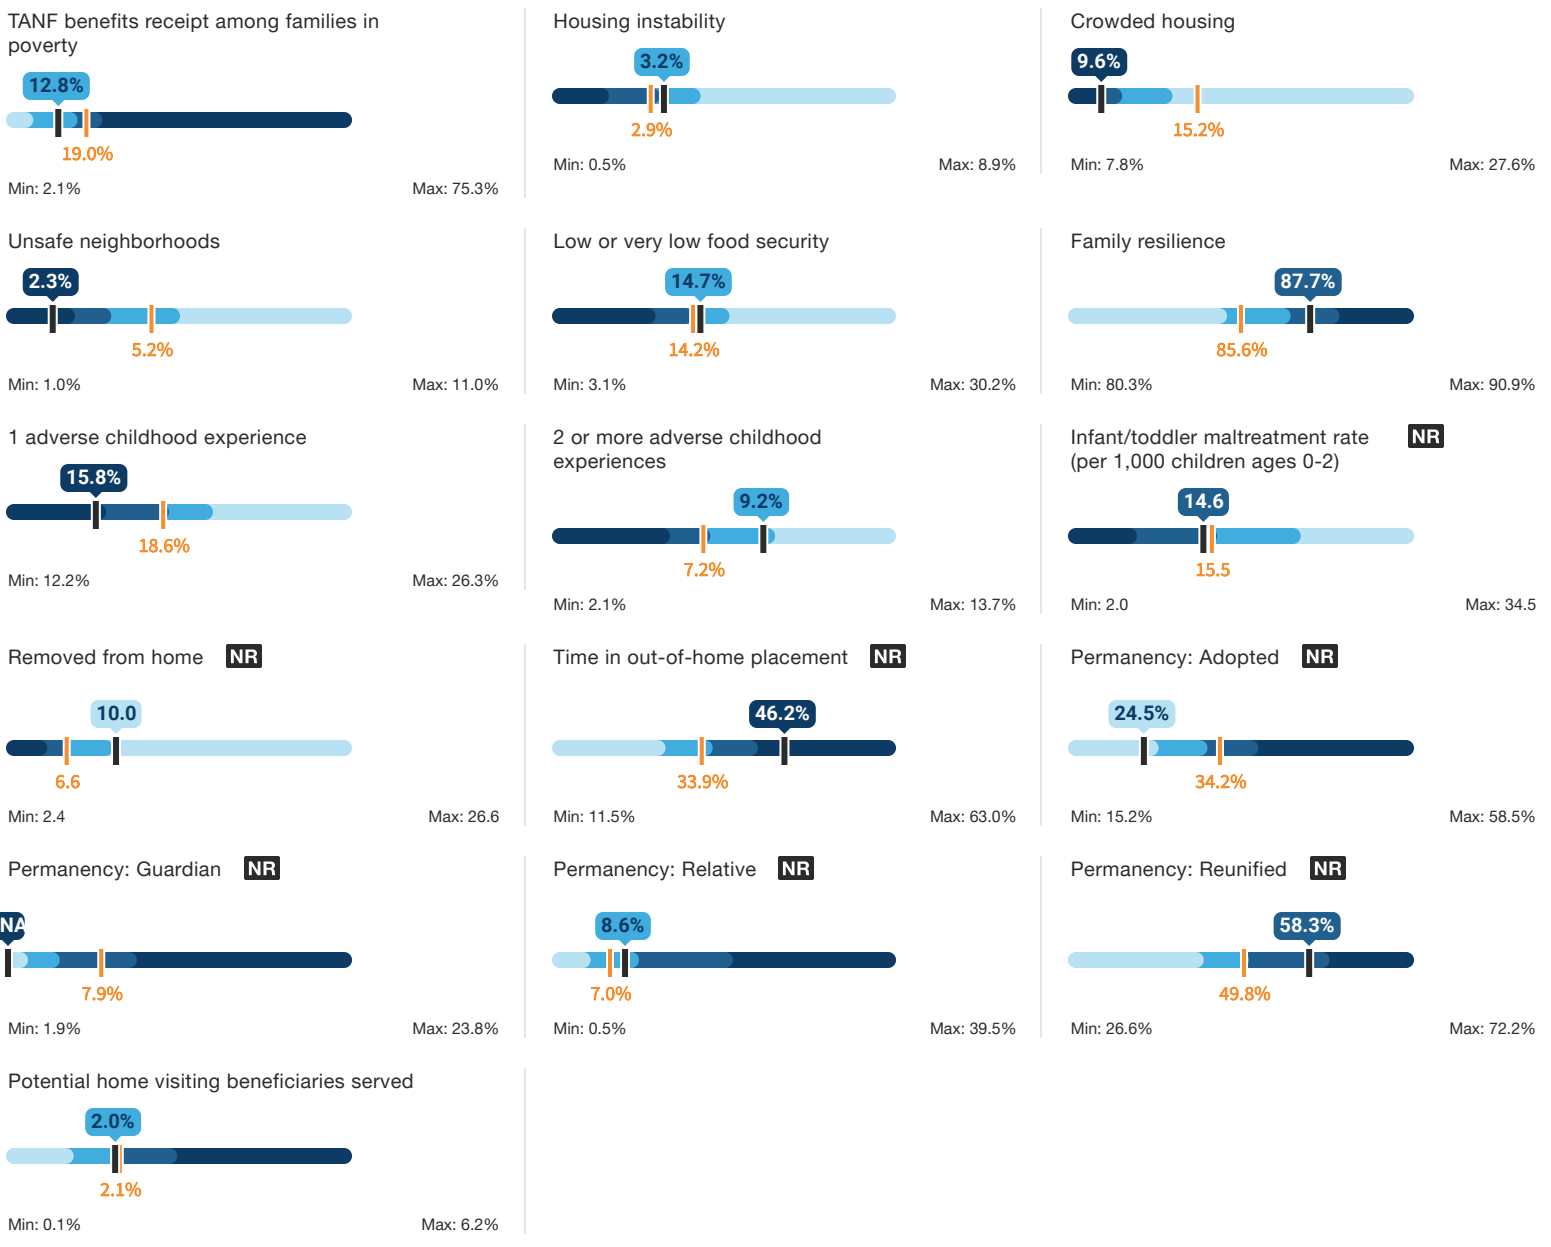 TANF benefits receipt among families in
poverty
12.8%
19.0%
Min: 2.1%
Max: 75.3%
Housing instability
3.2%
2.9%
Min: 0.5%
Max: 8.9%
Crowded housing
9.6%
15.2%
Min: 7.8%
Max: 27.6%
Unsafe neighborhoods
2.3%
5.2%
Min: 1.0%
Max: 11.0%
Low or very low food security
14.7%
14.2%
Min: 3.1%
Max: 30.2%
Family resilience
87.7%
85.6%
Min: 80.3%
Max: 90.9%
1 adverse childhood experience
15.8%
18.6%
Min: 12.2%
Max: 26.3%
2 or more adverse childhood
experiences
9.2%
7.2%
Min: 2.1%
Max: 13.7%
Infant/toddler maltreatment rate NR
(per 1,000 children ages 0-2)
14.6
15.5
Min: 2.0
Max: 34.5
Removed from home NR
10.0
6.6
Min: 2.4
Max: 26.6
Time in out-of-home placement NR
46.2%
33.9%
Min: 11.5%
Max: 63.0%
Permanency: Adopted NR
24.5%
34.2%
Min: 15.2%
Max: 58.5%
Permanency: Guardian NR
NA
7.9%
Min: 1.9%
Max: 23.8%
Permanency: Relative NR
8.6%
7.0%
Min: 0.5%
Max: 39.5%
Permanency: Reunified NR
58.3%
49.8%
Min: 26.6%
Max: 72.2%
Potential home visiting beneficiaries served
2.0%
2.1%
Min: 0.1%
Max: 6.2%